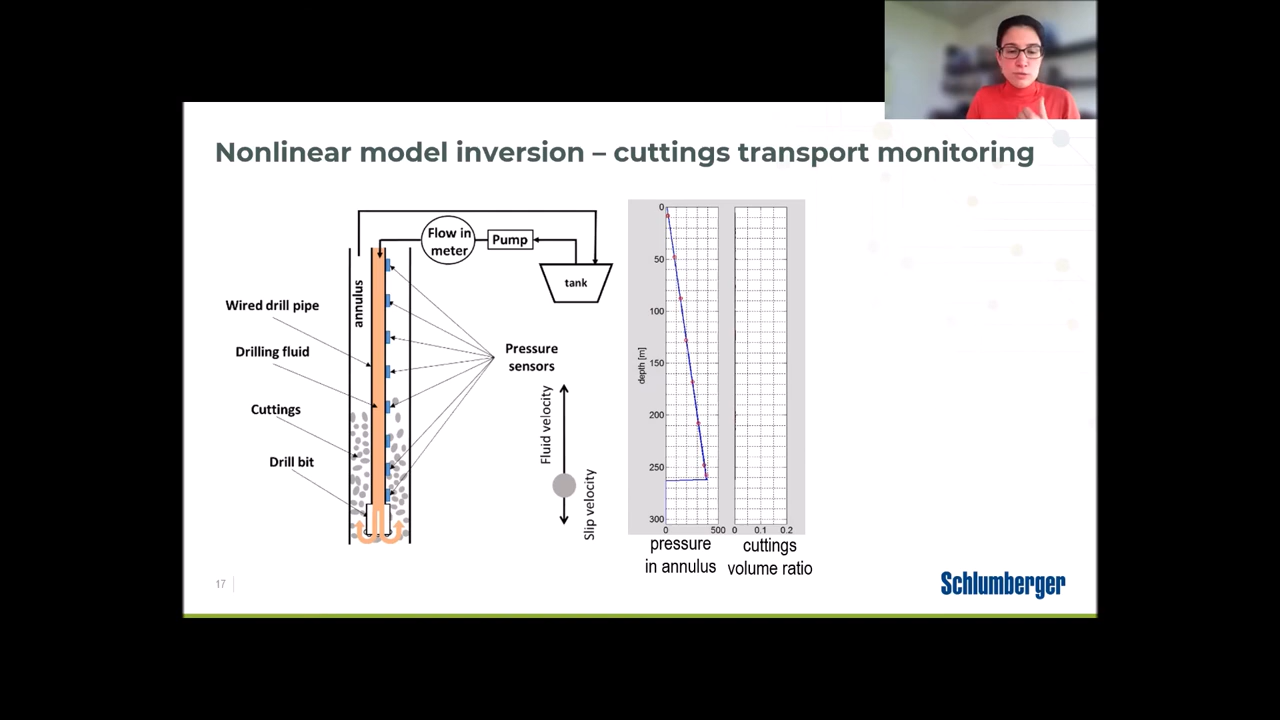 Nonlinear model inversion – cuttings transport monitoring
Flow in
meter
Pump
tank
annulus
Wired drill pipe
Drilling fluid
Cuttings
Drill bit
Pressure
sensors
Fluid velocity
Slip velocity
depth [m]
0
50
100
150
200
250
300
0
500
0
0.1
0.2
pressure
in annulus
cuttings
volume ratio
17
Schlumberger